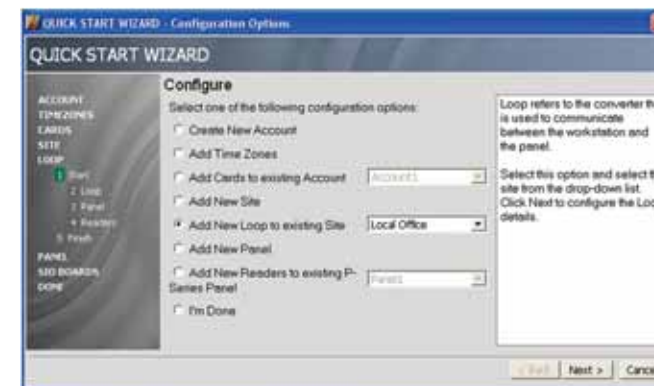 QUICK START WIZARD - Configuration Options
QUICK START WIZARD
ACCOUNT
TIMEZONES
CARDS
SITE
LOOP
1 Start
2 Loop
3 Panel
4 Readers
5 Finish
PANEL
SIO BOARDS
DONE
Configure
Select one of the following configuration options:
Create New Account
Add Time Zones
Add Cards to existing Account
Account1
Add New Site
Add New Loop to existing Site
Local Office
Add New Panel
Add New Readers to existing P-
Series Panel
Panel1
I'm Done
Loop refers to the converter th
is used to communicate
between the workstation and
the panel.
Select this option and select t
site from the drop-down list.
Click Next to configure the Loo
details.
< Back
Next >
Cance